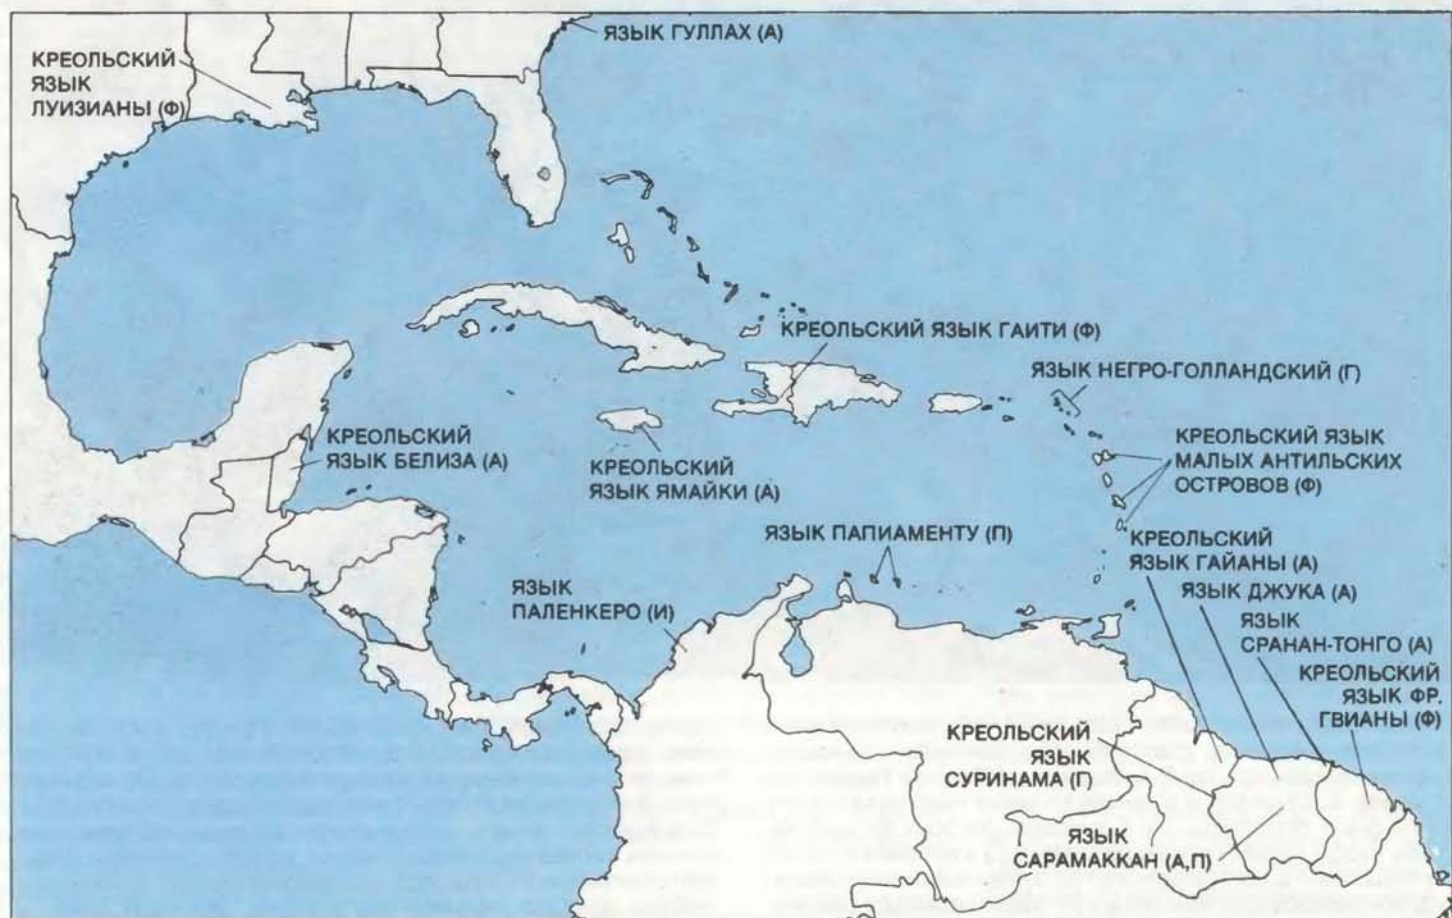 ЯЗЫК ГУЛЛАХ (А)
КРЕОЛЬСКИЙ
ЯЗЫК
ЛУИЗИАНЫ (Ф)
КРЕОЛЬСКИЙ ЯЗЫК ГАИТИ (Ф)
ЯЗЫК НЕГРО-ГОЛЛАНДСКИЙ (Г)
КРЕОЛЬСКИЙ
ЯЗЫК БЕЛИЗА (А)
КРЕОЛЬСКИЙ
ЯЗЫК ЯМАЙКИ (А)
КРЕОЛЬСКИЙ ЯЗЫК
МАЛЫХ АНТИЛЬСКИХ
ОСТРОВОВ (Ф)
ЯЗЫК ПАПИАМЕНТУ (П)
КРЕОЛЬСКИЙ
ЯЗЫК ГАЙАНЫ (А)
ЯЗЫК
ПАЛЕНКЕРО (И)
ЯЗЫК ДЖУКА (А)
ЯЗЫК
СРАНАН-ТОНГО (А)
КРЕОЛЬСКИЙ
ЯЗЫК ФР.
ГВИАНЫ (Ф)
КРЕОЛЬСКИЙ
ЯЗЫК
СУРИНАМА (Г)
ЯЗЫК
САРАМАККАН (А,П)